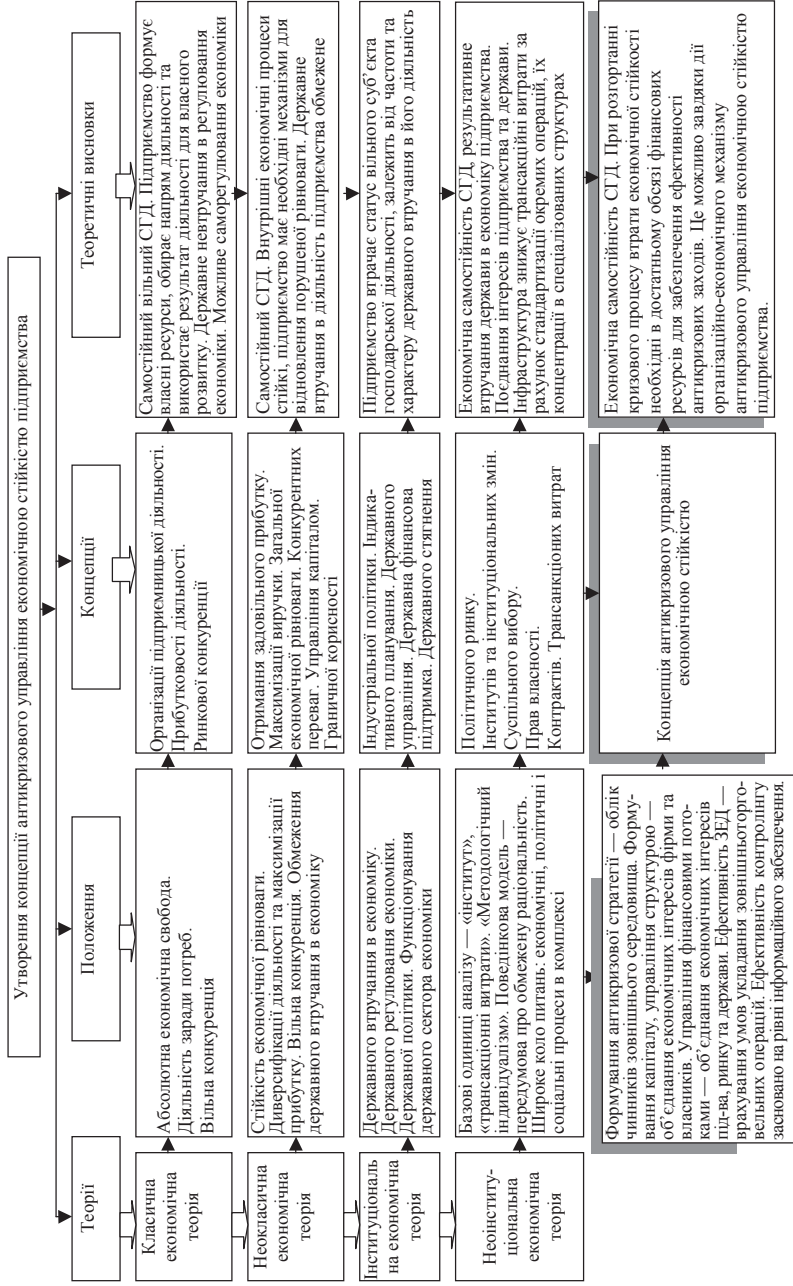 Утворення концепції антикризового управління економічною стійкістю підприємства
Теорії
Положення
Концепції
Теоретичні висновки
Класична
економічна
теорія
Абсолютна економічна свобода.
Діяльність заради потреб.
Вільна конкуренція
Організації підприємницької діяльності.
Прибутковості діяльності.
Ринкової конкуренції
Самостійний вільний СГД. Підприємство формує
власні ресурси, обирає напрям діяльності та
використає результат діяльності для власного
розвитку. Державне невтручання в регулювання
економіки. Можливе саморегулювання економіки
Неокласична
економічна
теорія
Стійкість економічної рівноваги.
Диверсифікації діяльності та максимізації
прибутку. Вільна конкуренція. Обмеження
державного втручання в економіку
Отримання задовільного прибутку.
Максимізації виручки. Загальної
економічної рівноваги. Конкурентних
переваг. Управління капіталом.
Граничної корисності
Самостійний СГД. Внутрішні економічні процеси
стійкі, підприємство має необхідні механізми для
відновлення порушеної рівноваги. Державне
втручання в діяльність підприємства обмежене
Інституціональ
на економічна
теорія
Державного втручання в економіку.
Державного регулювання економіки.
Державної політики. Функціонування
державного сектора економіки
Індустріальної політики. Індика-
тивного планування. Державного
управління. Державна фінансова
підтримка. Державного стягнення
Підприємство втрачає статус вільного суб’єкта
господарської діяльності, залежить від частоти та
характеру державного втручання в його діяльність
Неоінститу-
ціональна
економічна
теорія
Базові одиниці аналізу — «інститут»,
«трансакціонні витрати». «Методологічний
індивідуалізм». Поведінкова модель —
передумова про обмежену раціональність.
Широке коло питань: економічні, політичні і
соціальні процеси в комплексі
Політичного ринку.
Інститутів та інституціональних змін.
Суспільного вибору.
Прав власності.
Контрактів. Трансанкціоних витрат
Економічна самостійність СГД, результативне
втручання держави в економіку підприємства.
Поєднання інтересів підприємства та держави.
Інфраструктура знижує трансакційні витрати за
рахунок стандартизації окремих операцій, їх
концентрації в спеціалізованих структурах
Формування антикризової стратегії — облік
чинників зовнішнього середовища. Форму-
вання капіталу, управління структурою —
об’єднання економічних інтересів фірми та
власників. Управління фінансовими пото-
ками — об’єднання економічних інтересів
під-ва, ринку та держави. Ефективність ЗЕД —
врахування умов укладання зовнішньоторго-
вельних операцій. Ефективність контролінгу
засновано на рівні інформаційного забезпечення.
Концепція антикризового управління
економічною стійкістю
Економічна самостійність СГД. При розгортанні
кризового процесу втрати економічної стійкості
необхідні в достатньому обсязі фінансових
ресурсів для забезпечення ефективності
антикризових заходів. Це можливо завдяки дії
організаційно-економічного механізму
антикризового управління економічною стійкістю
підприємства.